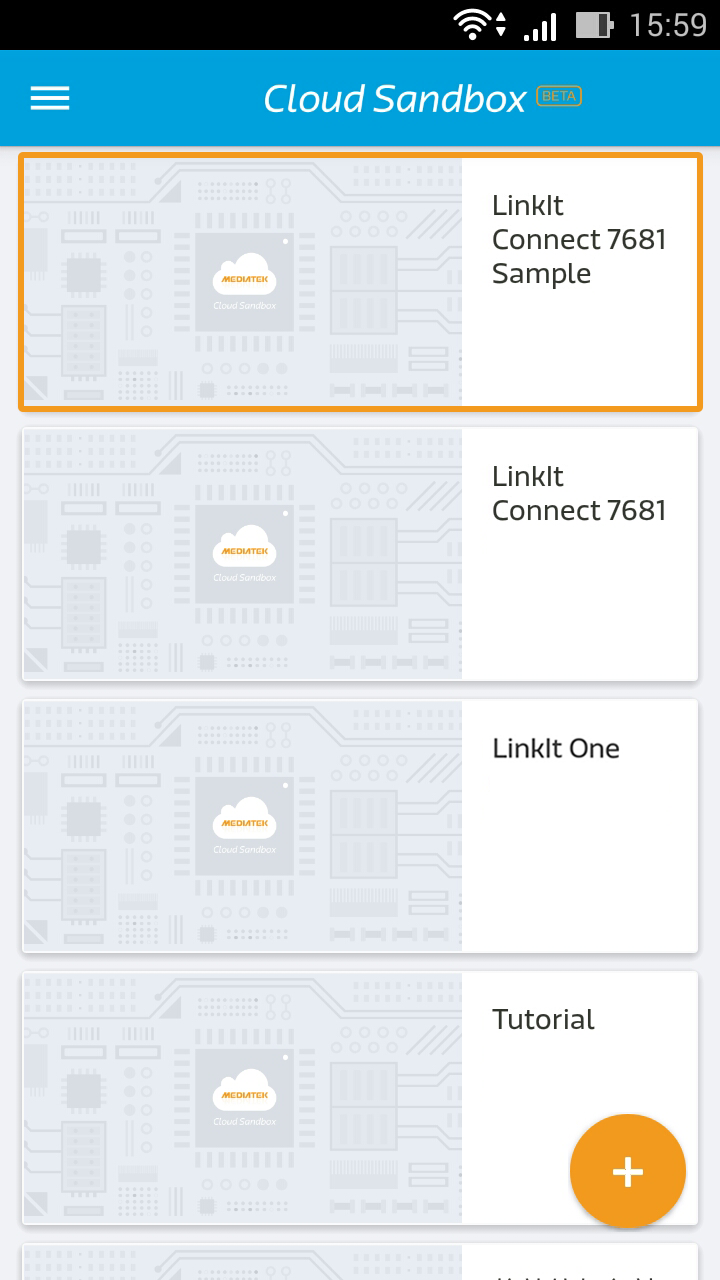 15:59
Cloud Sandbox BETA
LinkIt
Connect 7681
Sample
MEDIATEK
Cloud Sandbox
LinkIt
Connect 7681
MEDIATEK
Cloud Sandbox
LinkIt One
MEDIATEK
Cloud Sandbox
Tutorial
MEDIATEK
Cloud Sandbox
+